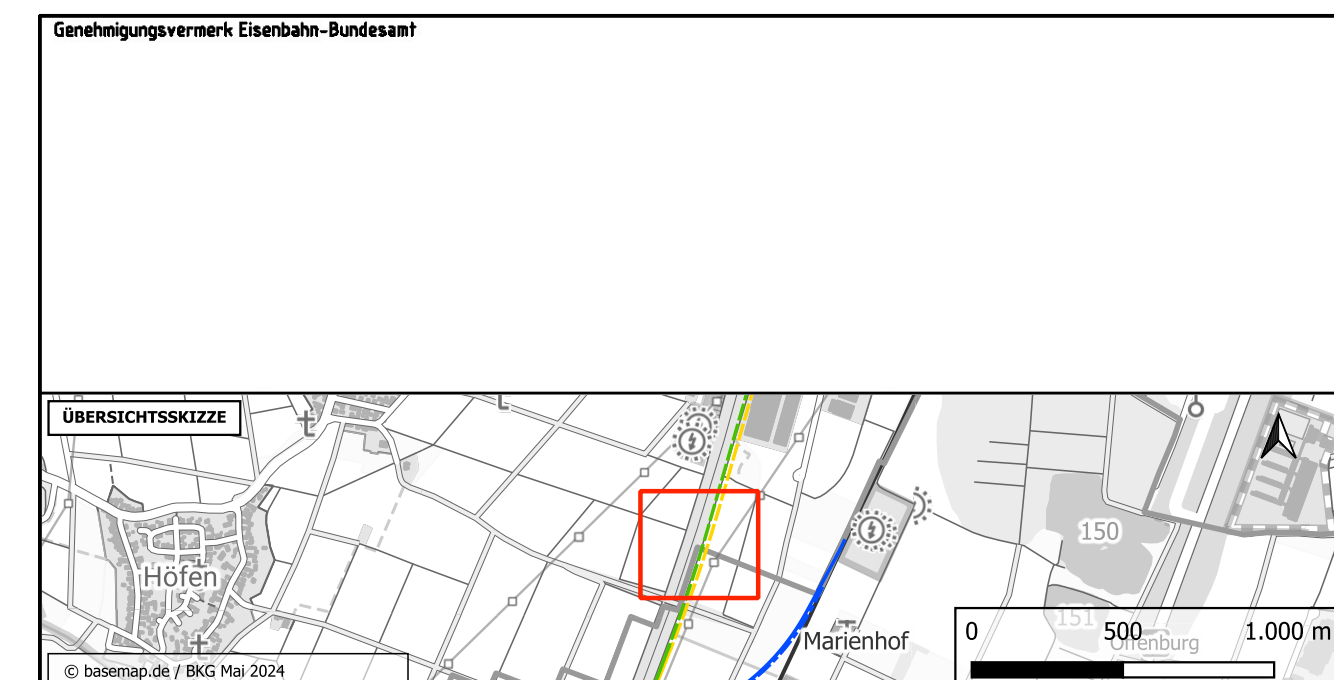 Genehmigungsvermerk Eisenbahn-Bundesamt
ÜBERSICHTSSKIZZE
150
Höfen
151
0 500 1.000 m
Marienhof
Offenburg
© basemap.de / BKG Mai 2024